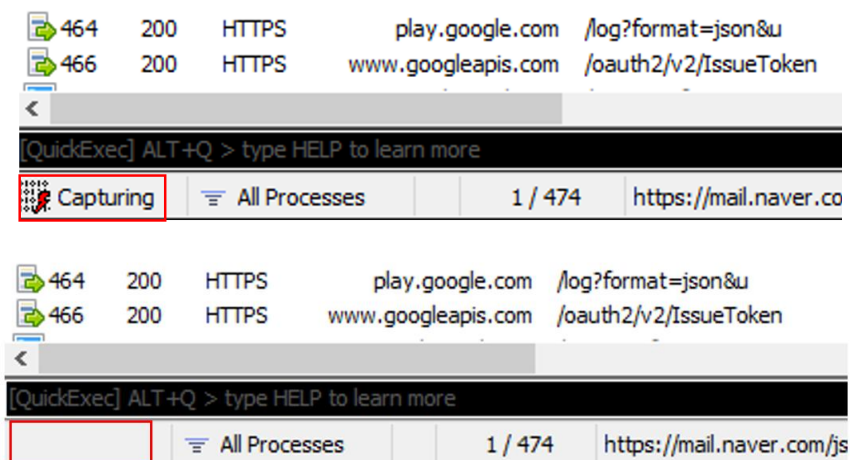 464 200 HTTPS play.google.com /log?format=json&u
466 200 HTTPS www.googleapis.com /oauth2/v2/IssueToken
<
[QuickExec] ALT+Q > type HELP to learn more
Capturing All Processes 1 / 474 https://mail.naver.co
464 200 HTTPS play.google.com /log?format=json&u
466 200 HTTPS www.googleapis.com /oauth2/v2/IssueToken
<
[QuickExec] ALT+Q > type HELP to learn more
All Processes 1 / 474 https://mail.naver.com/js